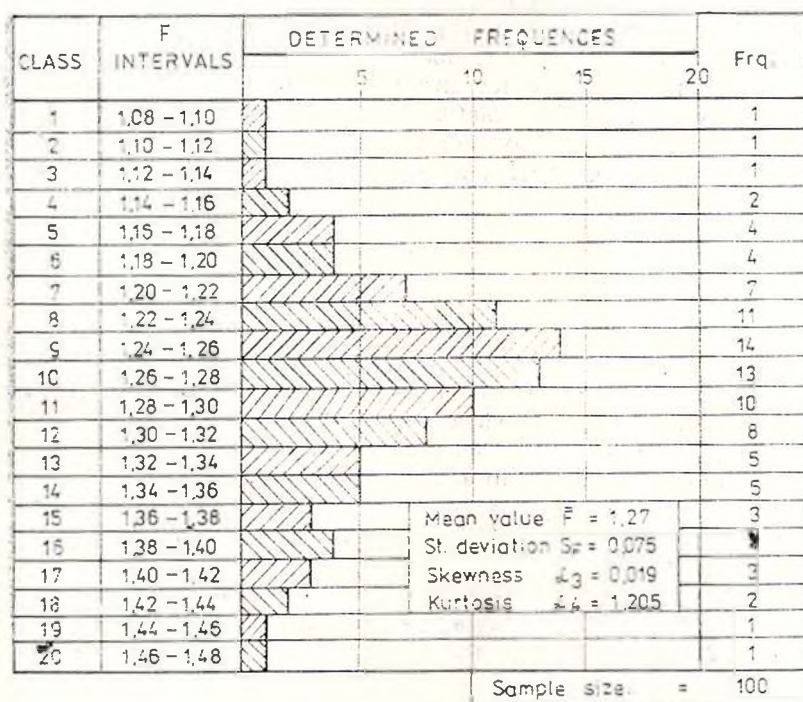 CLASS F INTERVALS DETERMINED FREQUENCES Frq.
5 10 15 20
1 1,08 – 1,10 1
2 1,10 – 1,12 1
3 1,12 – 1,14 1
4 1,14 – 1,16 2
5 1,15 – 1,18 4
6 1,18 – 1,20 4
7 1,20 – 1,22 7
8 1,22 – 1,24 11
9 1,24 – 1,26 14
10 1,26 – 1,28 13
11 1,28 – 1,30 10
12 1,30 – 1,32 8
13 1,32 – 1,34 5
14 1,34 – 1,36 5
15 1,36 – 1,38 Mean value F̄ = 1,27 3
16 1,38 – 1,40 St. deviation SF = 0,075
17 1,40 – 1,42 Skewness α3 = 0,019 3
18 1,42 – 1,44 Kurtosis α4 = 1,205 2
19 1,44 – 1,46 1
20 1,46 – 1,48 1
Sample size = 100